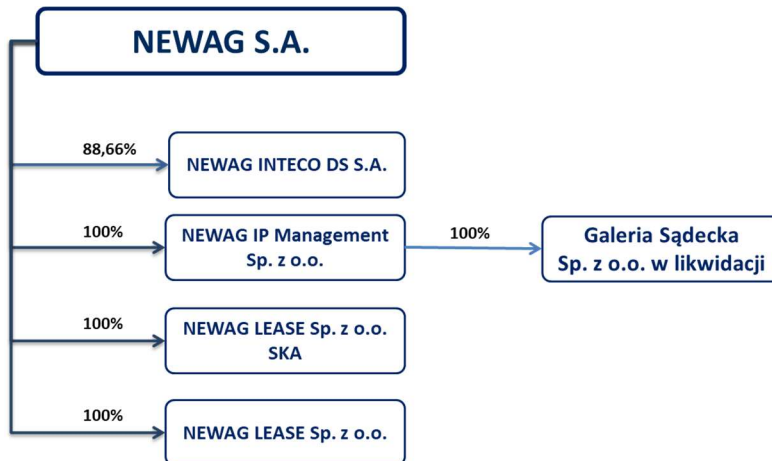 NEWAG S.A.
88,66%
NEWAG INTECO DS S.A.
100%
NEWAG IP Management
Sp. z o.o.
100%
Galeria Sądecka
Sp. z o.o. w likwidacji
100%
NEWAG LEASE Sp. z o.o.
SKA
100%
NEWAG LEASE Sp. z o.o.